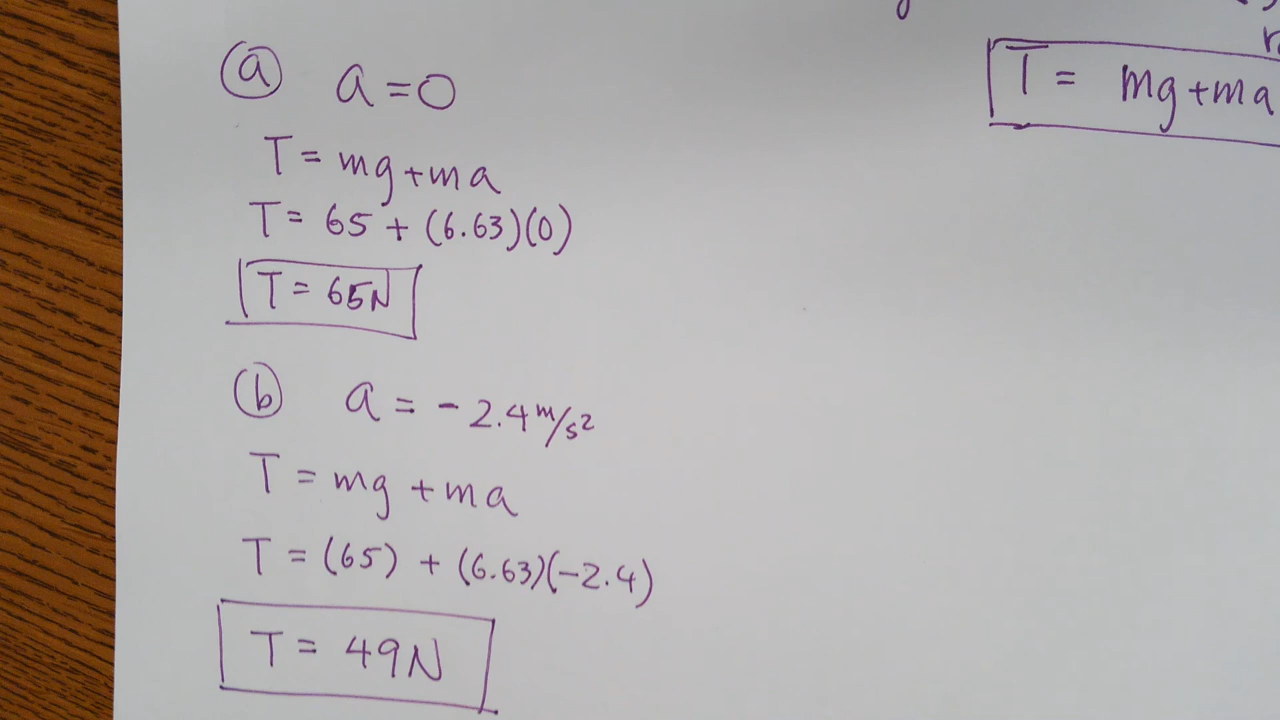 ⓐ a = 0
T = mg + ma
T = mg + ma
T = 65 + (6.63)(0)
T = 65N
ⓑ a = -2.4 m/s²
T = mg + ma
T = (65) + (6.63)(-2.4)
T = 49N